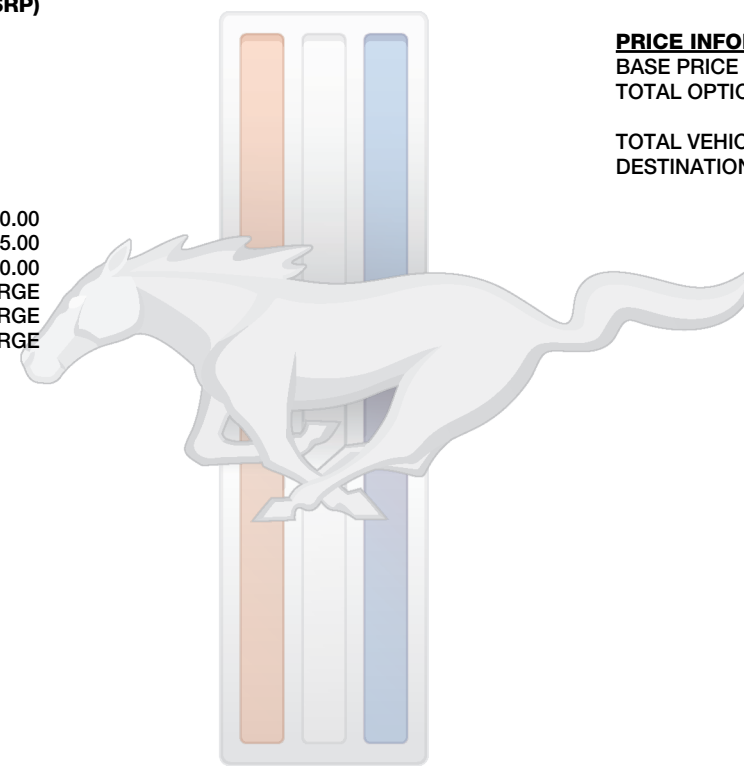 SRP)
0.00
5.00
0.00
RGE
RGE
RGE
PRICE INFO
BASE PRICE
TOTAL OPTIO
TOTAL VEHIC
DESTINATION